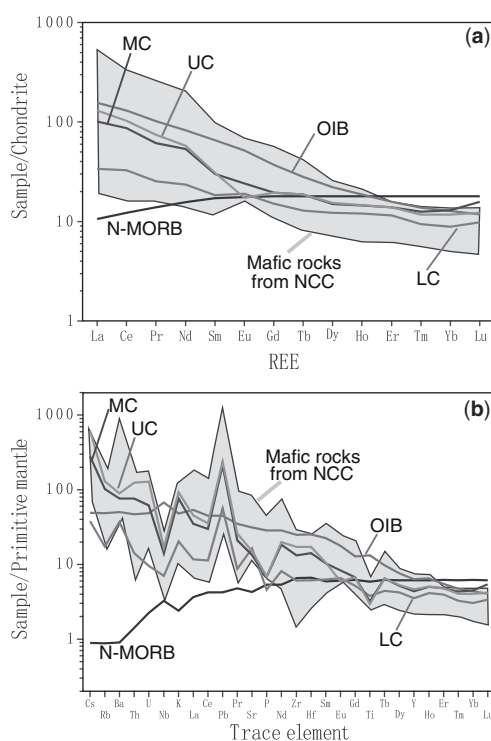 (a)
1000
100
10
1
Sample/Chondrite
MC
UC
OIB
N-MORB
Mafic rocks
from NCC
LC
La Ce Pr Nd Sm Eu Gd Tb Dy Ho Er Tm Yb Lu
REE
(b)
1000
100
10
1
Sample/Primitive mantle
MC
UC
Mafic rocks
from NCC
OIB
N-MORB
LC
Cs Ba U K Ce Pr P Zr Sm Gd Tb Y Er Yb
Rb Th Nb La Pb Sr Nd Hf Eu Ti Dy Ho Tm Lu
Trace element